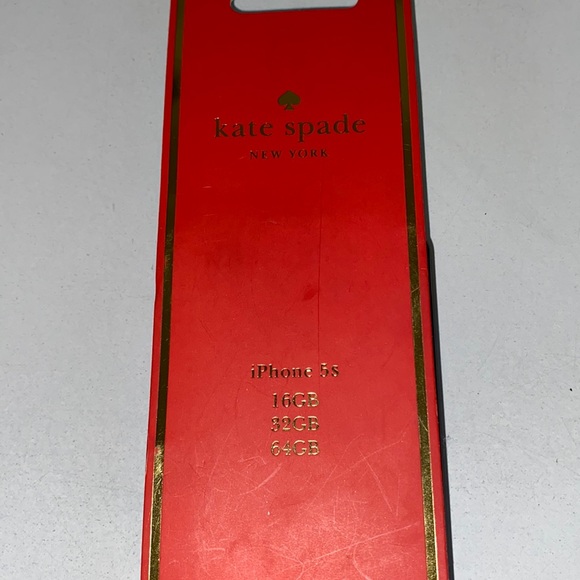 kate spade
NEW YORK
iPhone 5s
16GB
32GB
64GB